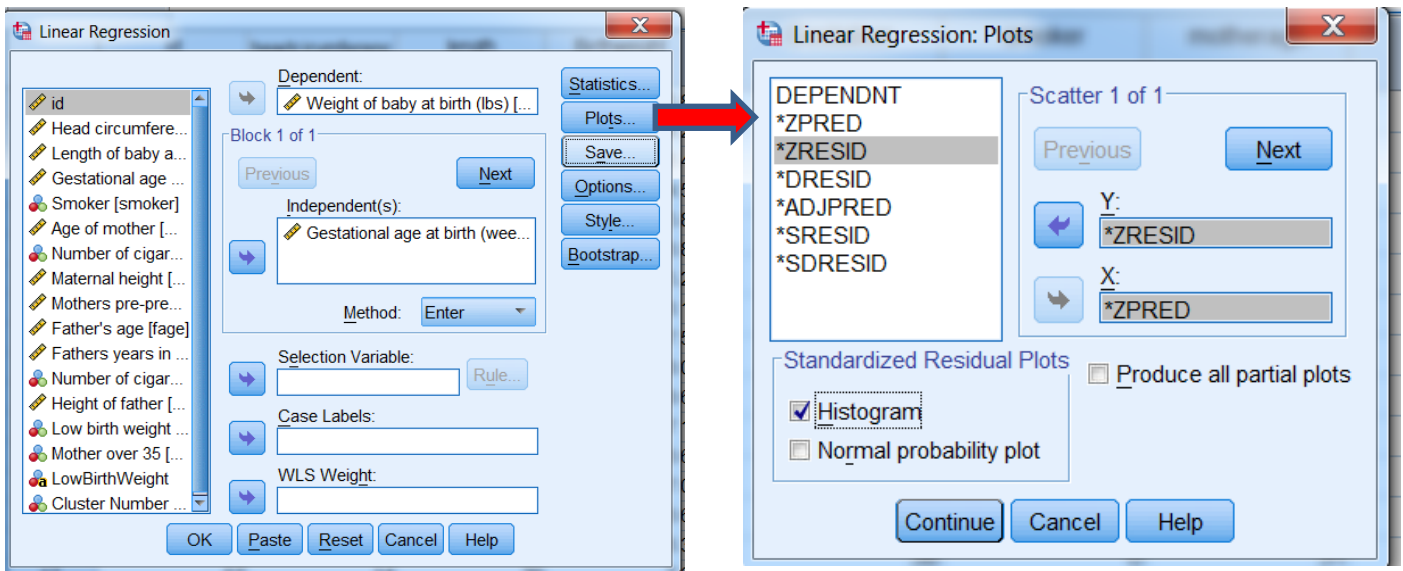 Linear Regression
X
id
Head circumfere...
Length of baby a...
Gestational age ...
Smoker [smoker]
Age of mother [...
Number of cigar...
Maternal height [...
Mothers pre-pre...
Father's age [fage]
Fathers years in ...
Number of cigar...
Height of father [...
Low birth weight ...
Mother over 35 [...
LowBirthWeight
Cluster Number ...
Dependent:
Weight of baby at birth (lbs) [...
Block 1 of 1
Previous
Next
Independent(s):
Gestational age at birth (wee...
Method:
Enter
Selection Variable:
Rule...
Case Labels:
WLS Weight:
Statistics...
Plots...
Save...
Options...
Style...
Bootstrap...
OK
Paste
Reset
Cancel
Help
Linear Regression: Plots
X
DEPENDNT
*ZPRED
*ZRESID
*DRESID
*ADJPRED
*SRESID
*SDRESID
Scatter 1 of 1
Previous
Next
Y:
*ZRESID
X:
*ZPRED
Standardized Residual Plots
Histogram
Normal probability plot
Produce all partial plots
Continue
Cancel
Help